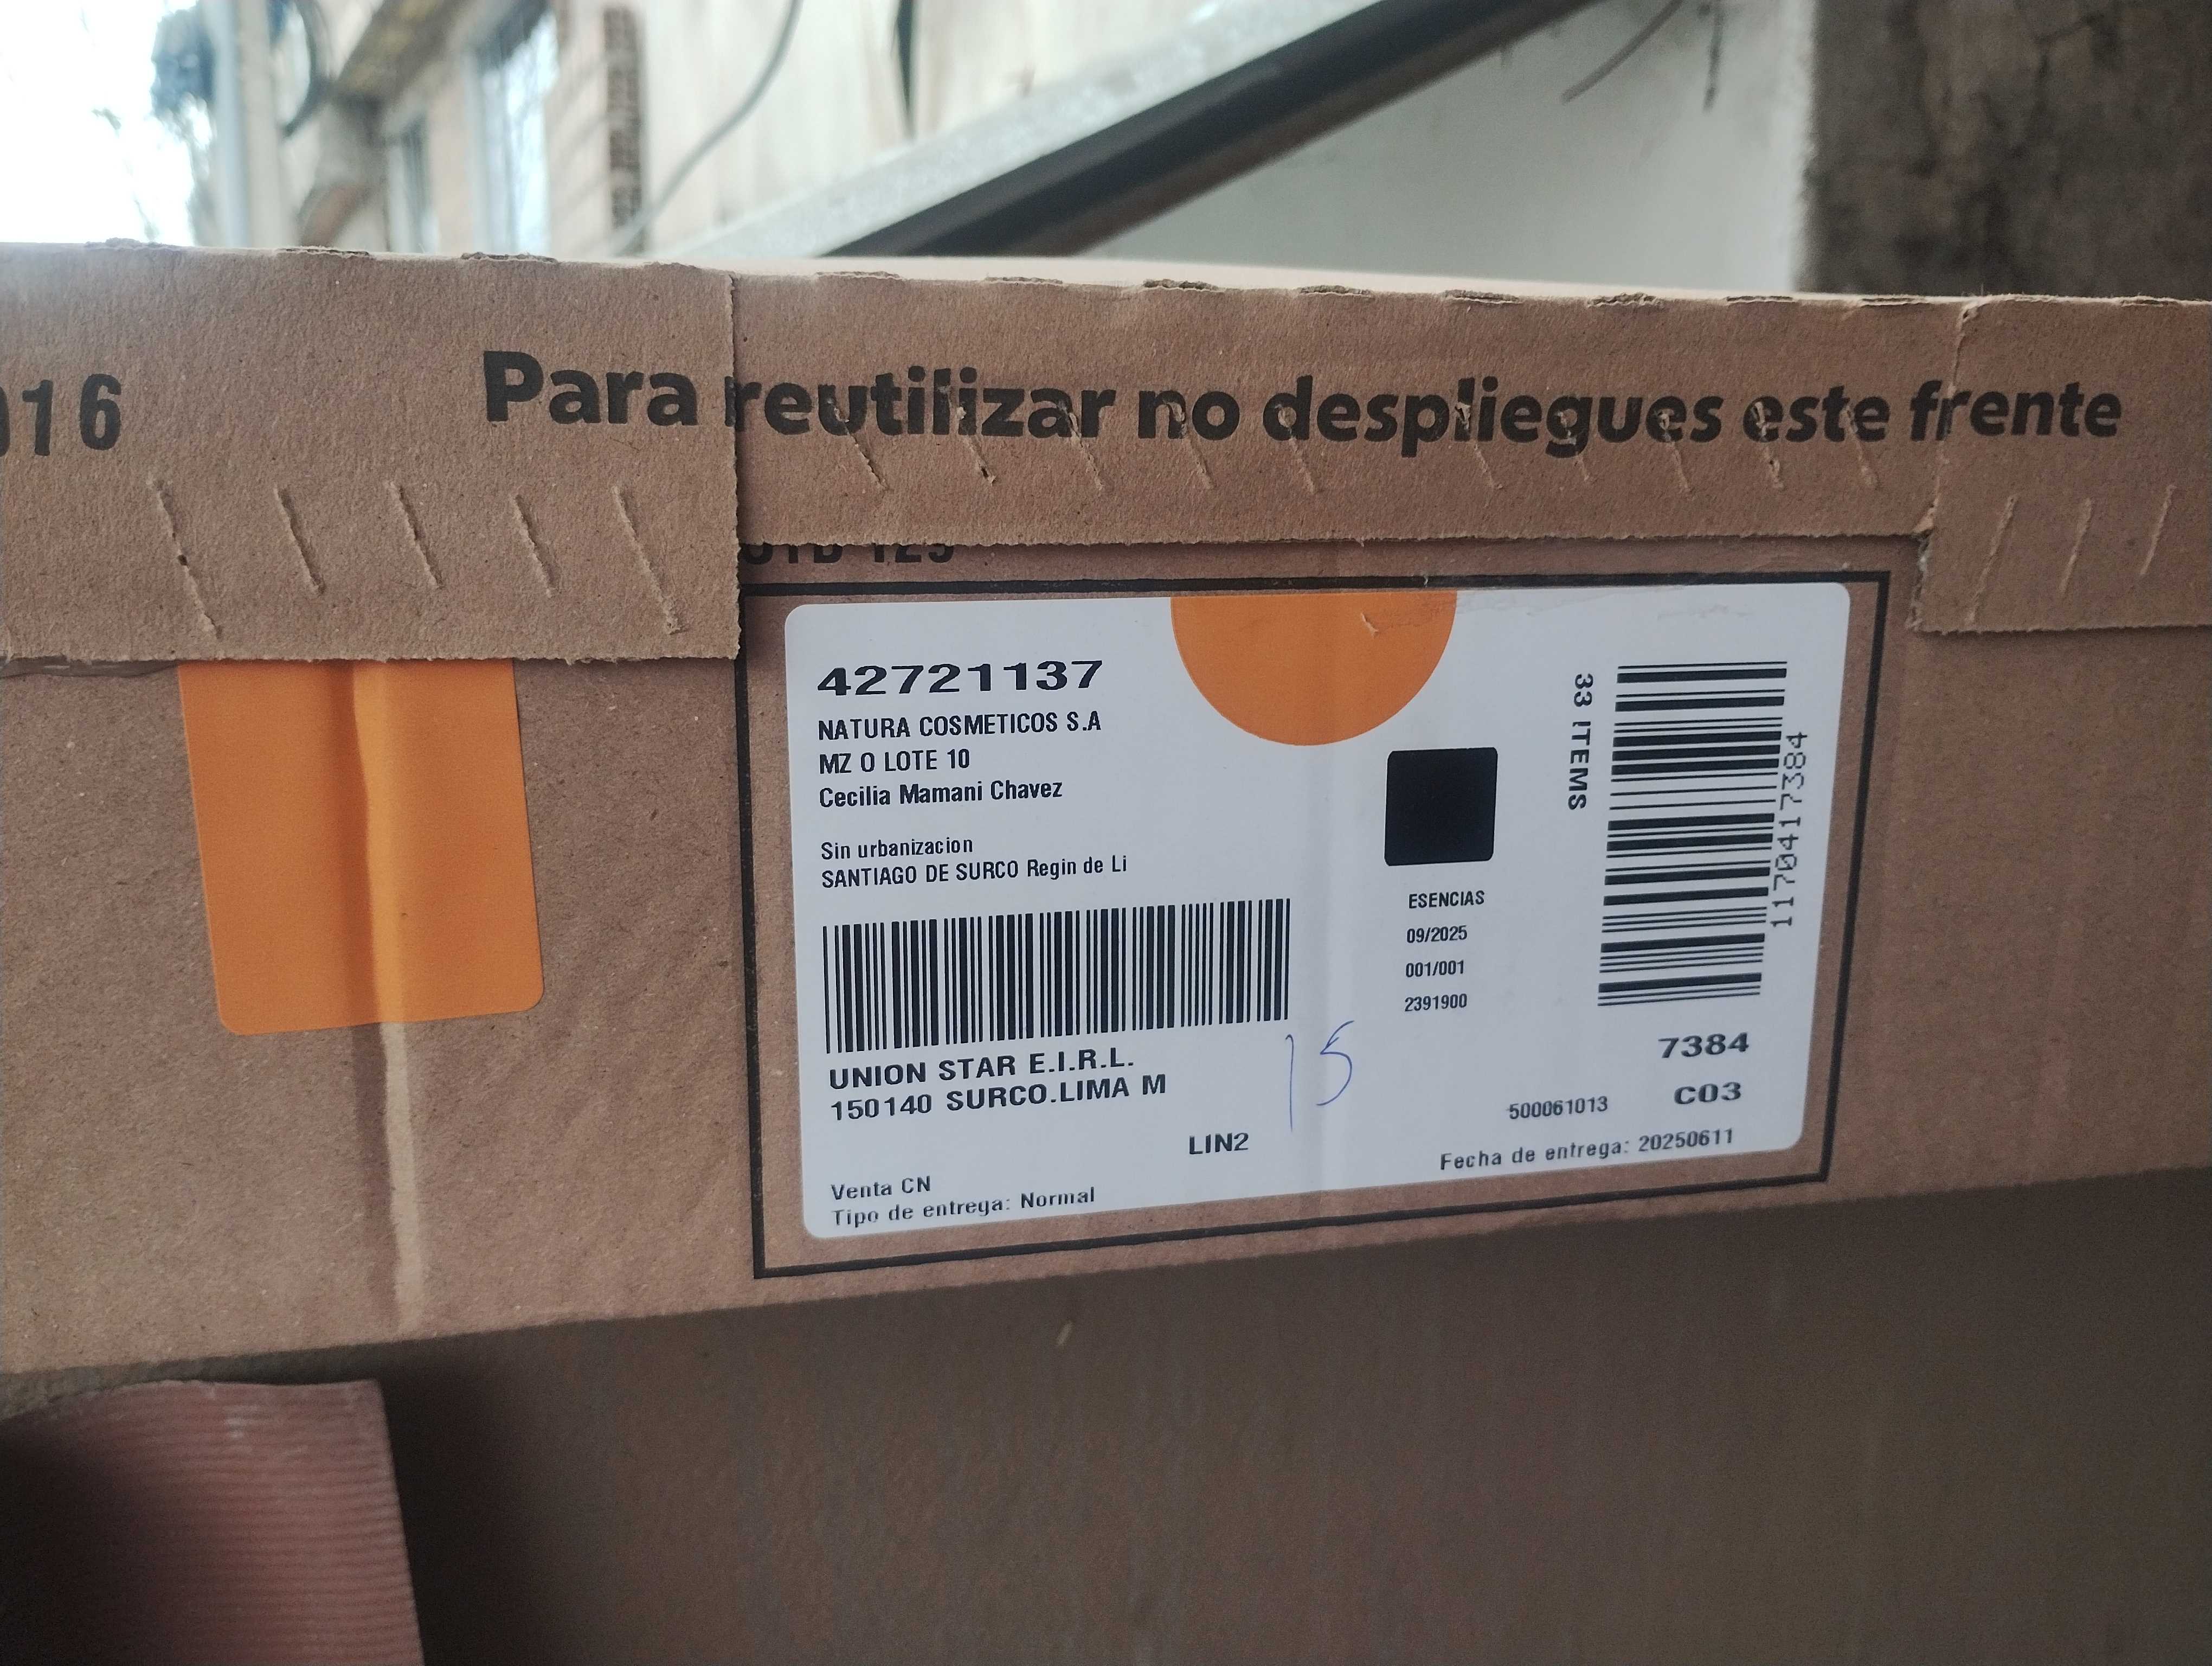 16
Para reutilizar no despliegues este frente
42721137
NATURA COSMETICOS S.A
MZ O LOTE 10
Cecilia Mamani Chavez
Sin urbanizacion
SANTIAGO DE SURCO Regin de Li
UNION STAR E.I.R.L.
150140 SURCO.LIMA M
LIN2
Venta CN
Tipo de entrega: Normal
15
ESENCIAS
09/2025
001/001
2391900
33 ITEMS
1170417384
7384
500061013
C03
Fecha de entrega: 20250611